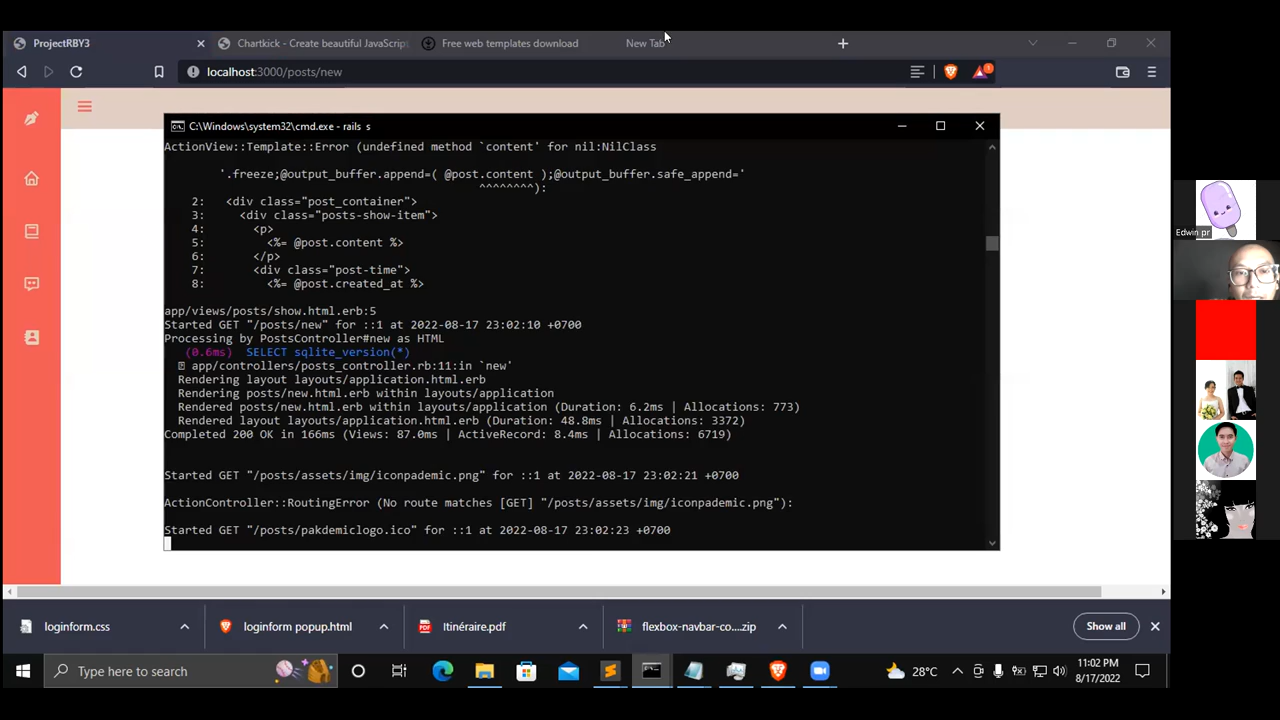 ProjectRBY3
Chartkick - Create beautiful JavaScrip
Free web templates download
New Tab
localhost:3000/posts/new
1
C:\Windows\system32\cmd.exe - rails  s
ActionView::Template::Error (undefined method `content' for nil:NilClass
'.freeze;@output_buffer.append=( @post.content );@output_buffer.safe_append='
^^^^^^^^):
2:   <div class="post_container">
3:     <div class="posts-show-item">
4:       <p>
5:         <%= @post.content %>
6:       </p>
7:       <div class="post-time">
8:         <%= @post.created_at %>
app/views/posts/show.html.erb:5
Started GET "/posts/new" for ::1 at 2022-08-17 23:02:10 +0700
Processing by PostsController#new as HTML
(0.6ms)  SELECT sqlite_version(*)
app/controllers/posts_controller.rb:11:in `new'
Rendering layout layouts/application.html.erb
Rendering posts/new.html.erb within layouts/application
Rendered posts/new.html.erb within layouts/application (Duration: 6.2ms | Allocations: 773)
Rendered layout layouts/application.html.erb (Duration: 48.8ms | Allocations: 3372)
Completed 200 OK in 166ms (Views: 87.0ms | ActiveRecord: 8.4ms | Allocations: 6719)
Started GET "/posts/assets/img/iconpademic.png" for ::1 at 2022-08-17 23:02:21 +0700
ActionController::RoutingError (No route matches [GET] "/posts/assets/img/iconpademic.png"):
Started GET "/posts/pakdemiclogo.ico" for ::1 at 2022-08-17 23:02:23 +0700
Edwin pr
loginform.css
loginform popup.html
PDF
Itinéraire.pdf
flexbox-navbar-co....zip
Show all
Type here to search
28°C
11:02 PM
8/17/2022